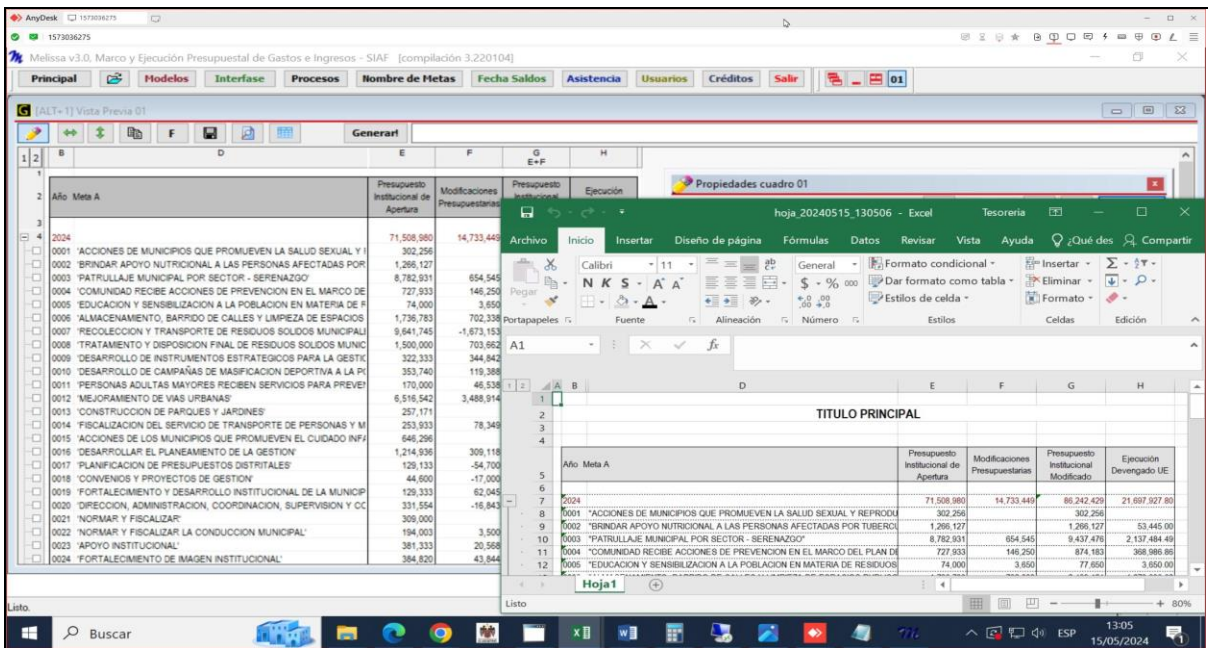 AnyDesk 1573036275
1573036275
Melissa v3.0, Marco y Ejecución Presupuestal de Gastos e Ingresos - SIAF [compilación 3.220104]
Principal Modelos Interfase Procesos Nombre de Metas Fecha Saldos Asistencia Usuarios Créditos Salir 01
[ALT+1] Vista Previa 01
F Generar!
1 2 B D E F G H
E+F
1
2 Año Meta A Presupuesto Institucional de Apertura Modificaciones Presupuestarias Presupuesto Institucional Ejecución
3
4 2024 71,508,980 14,733,449
0001 'ACCIONES DE MUNICIPIOS QUE PROMUEVEN LA SALUD SEXUAL Y 302,256
0002 'BRINDAR APOYO NUTRICIONAL A LAS PERSONAS AFECTADAS POR 1,266,127
0003 'PATRULLAJE MUNICIPAL POR SECTOR - SERENAZGO' 8,782,931 654,545
0004 'COMUNIDAD RECIBE ACCIONES DE PREVENCION EN EL MARCO DE 727,933 146,250
0005 'EDUCACION Y SENSIBILIZACION A LA POBLACION EN MATERIA DE 74,000 3,650
0006 'ALMACENAMIENTO, BARRIDO DE CALLES Y LIMPIEZA DE ESPACIOS 1,736,783 702,338
0007 'RECOLECCION Y TRANSPORTE DE RESIDUOS SOLIDOS MUNICIPALI 9,641,745 -1,673,153
0008 'TRATAMIENTO Y DISPOSICION FINAL DE RESIDUOS SOLIDOS MUNIC 1,500,000 703,662
0009 'DESARROLLO DE INSTRUMENTOS ESTRATEGICOS PARA LA GESTIC 322,333 344,842
0010 'DESARROLLO DE CAMPAÑAS DE MASIFICACION DEPORTIVA A LA PC 353,740 119,388
0011 'PERSONAS ADULTAS MAYORES RECIBEN SERVICIOS PARA PREVEN 170,000 46,538
0012 'MEJORAMIENTO DE VIAS URBANAS' 6,516,542 3,488,914
0013 'CONSTRUCCION DE PARQUES Y JARDINES' 257,171
0014 'FISCALIZACION DEL SERVICIO DE TRANSPORTE DE PERSONAS Y M 253,933 78,349
0015 'ACCIONES DE LOS MUNICIPIOS QUE PROMUEVEN EL CUIDADO INFA 646,296
0016 'DESARROLLAR EL PLANEAMIENTO DE LA GESTION' 1,214,936 309,118
0017 'PLANIFICACION DE PRESUPUESTOS DISTRITALES' 129,133 -54,700
0018 'CONVENIOS Y PROYECTOS DE GESTION' 44,600 -17,000
0019 'FORTALECIMIENTO Y DESARROLLO INSTITUCIONAL DE LA MUNICIP 129,333 62,045
0020 'DIRECCION, ADMINISTRACION, COORDINACION, SUPERVISION Y CC 331,554 -16,843
0021 'NORMAR Y FISCALIZAR' 309,000
0022 'NORMAR Y FISCALIZAR LA CONDUCCION MUNICIPAL' 194,003 3,500
0023 'APOYO INSTITUCIONAL' 381,333 20,568
0024 'FORTALECIMIENTO DE IMAGEN INSTITUCIONAL' 384,820 43,844
Propiedades cuadro 01
hoja_20240515_130506 - Excel Tesoreria
Archivo Inicio Insertar Diseño de página Fórmulas Datos Revisar Vista Ayuda ¿Qué des Compartir
Pegar Calibri 11 General Formato condicional Insertar
N K S A A $ % 000 Dar formato como tabla Eliminar
Estilos de celda Formato
Portapapeles Fuente Alineación Número Estilos Celdas Edición
A1 fx
1 2 A B D E F G H
1
2 TITULO PRINCIPAL
3
4
5 Año Meta A Presupuesto Institucional de Apertura Modificaciones Presupuestarias Presupuesto Institucional Modificado Ejecución Devengado UE
6
7 2024 71,508,980 14,733,449 86,242,429 21,697,927.80
8 0001 "ACCIONES DE MUNICIPIOS QUE PROMUEVEN LA SALUD SEXUAL Y REPRODU 302,256 302,256
9 0002 "BRINDAR APOYO NUTRICIONAL A LAS PERSONAS AFECTADAS POR TUBERCU 1,266,127 1,266,127 53,445.00
10 0003 "PATRULLAJE MUNICIPAL POR SECTOR - SERENAZGO" 8,782,931 654,545 9,437,476 2,137,484.49
11 0004 "COMUNIDAD RECIBE ACCIONES DE PREVENCION EN EL MARCO DEL PLAN DE 727,933 146,250 874,183 368,986.86
12 0005 "EDUCACION Y SENSIBILIZACION A LA POBLACION EN MATERIA DE RESIDUOS 74,000 3,650 77,650 3,650.00
Hoja1
Listo 80%
Listo.
Buscar ESP 13:05
15/05/2024